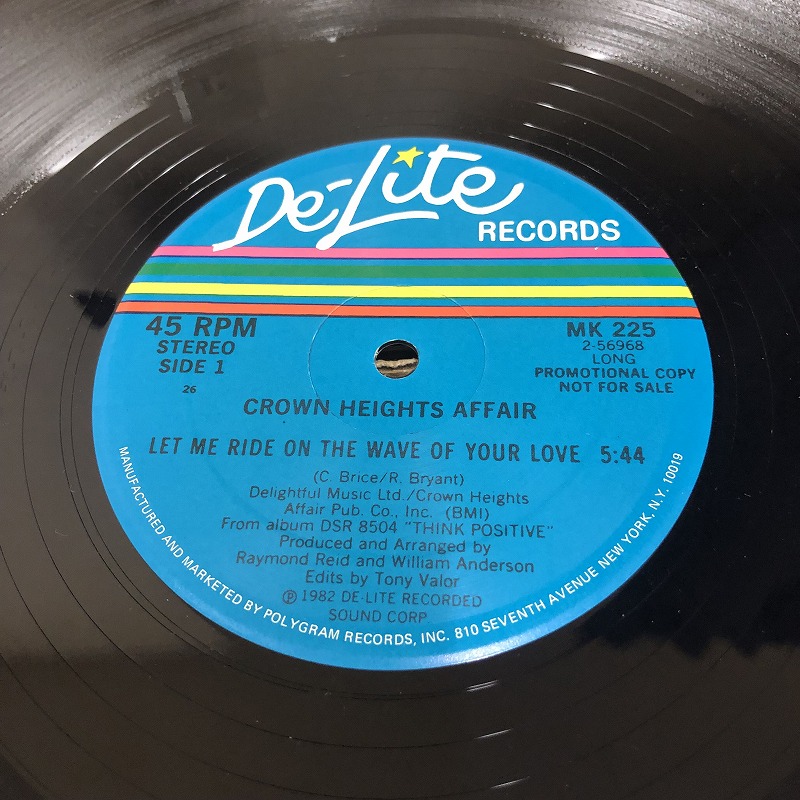 De-Lite
RECORDS
45 RPM
STEREO
SIDE 1
26
MK 225
2-56968
LONG
PROMOTIONAL COPY
NOT FOR SALE
CROWN HEIGHTS AFFAIR
LET ME RIDE ON THE WAVE OF YOUR LOVE 5:44
(C. Brice/R. Bryant)
Delightful Music Ltd./Crown Heights
Affair Pub. Co., Inc. (BMI)
From album DSR 8504 "THINK POSITIVE"
Produced and Arranged by
Raymond Reid and William Anderson
Edits by Tony Valor
Ⓟ 1982 DE-LITE RECORDED
SOUND CORP.
MANUFACTURED AND MARKETED BY POLYGRAM RECORDS, INC. 810 SEVENTH AVENUE NEW YORK, N.Y. 10019